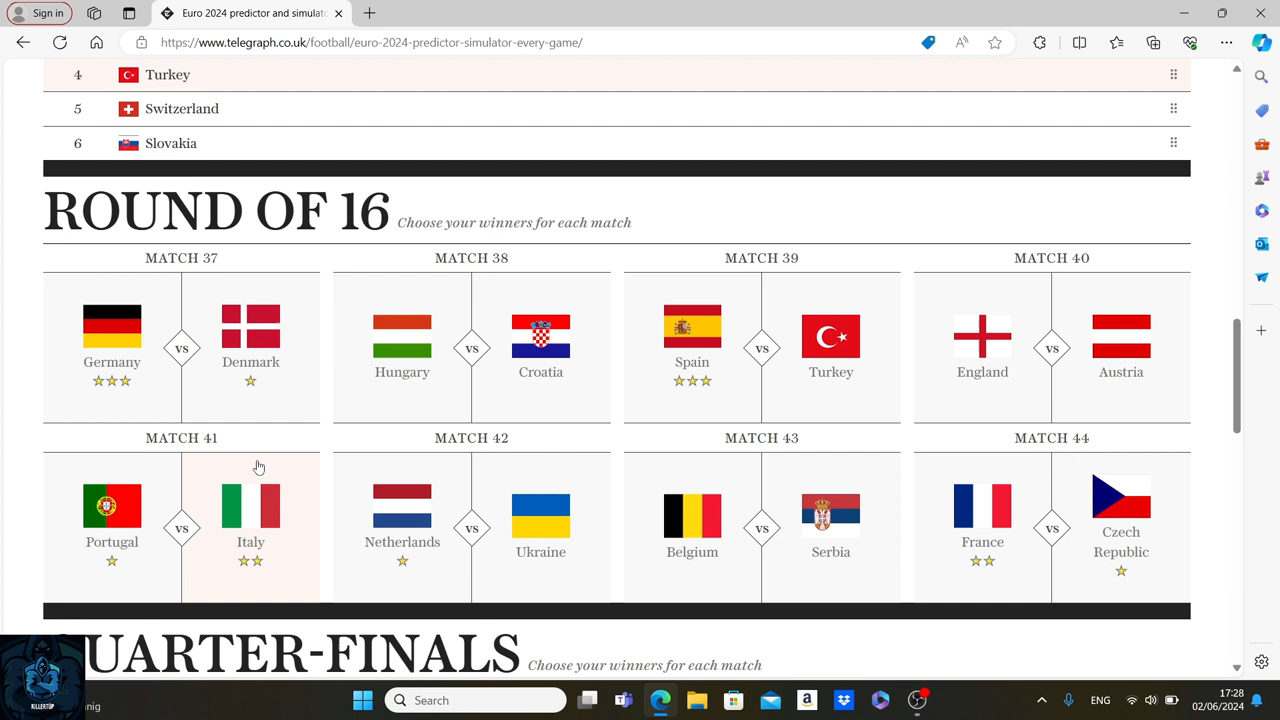 Sign in
Euro 2024 predictor and simulato
https://www.telegraph.co.uk/football/euro-2024-predictor-simulator-every-game/
4 Turkey
5 Switzerland
6 Slovakia
ROUND OF 16 Choose your winners for each match
MATCH 37 MATCH 38 MATCH 39 MATCH 40
Germany vs Denmark
Hungary vs Croatia
Spain vs Turkey
England vs Austria
MATCH 41 MATCH 42 MATCH 43 MATCH 44
Portugal vs Italy
Netherlands vs Ukraine
Belgium vs Serbia
France vs Czech Republic
QUARTER-FINALS Choose your winners for each match
KILLERTUP
nig
Search
ENG
17:28
02/06/2024